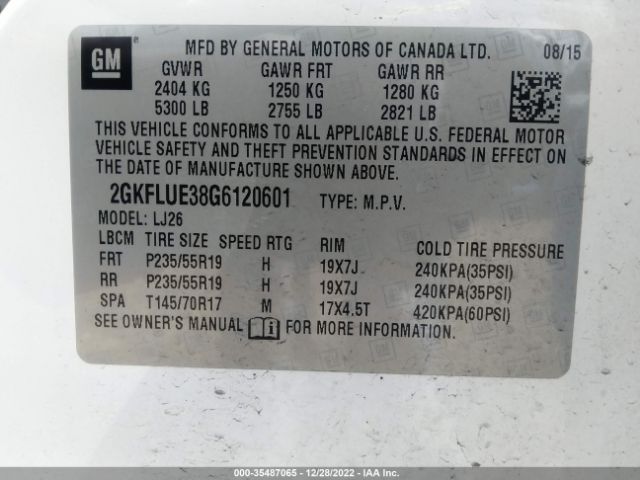 GM
MFD BY GENERAL MOTORS OF CANADA LTD. 08/15
GVWR GAWR FRT GAWR RR
2404 KG 1250 KG 1280 KG
5300 LB 2755 LB 2821 LB
THIS VEHICLE CONFORMS TO ALL APPLICABLE U.S. FEDERAL MOTOR
VEHICLE SAFETY AND THEFT PREVENTION STANDARDS IN EFFECT ON
THE DATE OF MANUFACTURE SHOWN ABOVE.
2GKFLUE38G6120601 TYPE: M.P.V.
MODEL: LJ26
LBCM TIRE SIZE SPEED RTG RIM COLD TIRE PRESSURE
FRT P235/55R19 H 19X7J 240KPA(35PSI)
RR P235/55R19 H 19X7J 240KPA(35PSI)
SPA T145/70R17 M 17X4.5T 420KPA(60PSI)
SEE OWNER'S MANUAL FOR MORE INFORMATION.
000-35487065 - 12/28/2022 - IAA Inc.